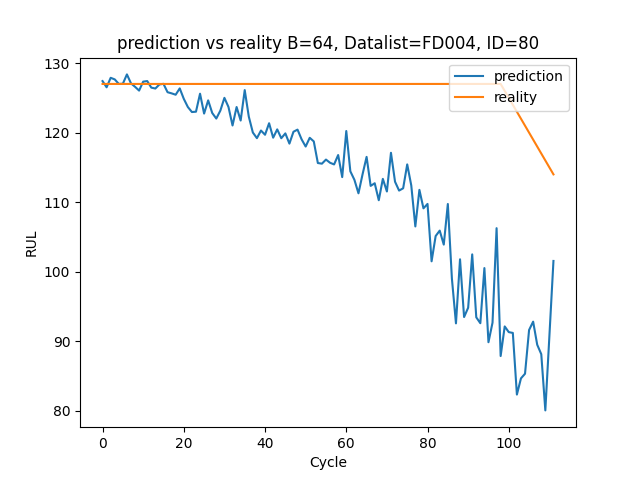 prediction vs reality B=64, Datalist=FD004, ID=80
prediction
reality
130
120
110
100
90
80
RUL
0
20
40
60
80
100
Cycle